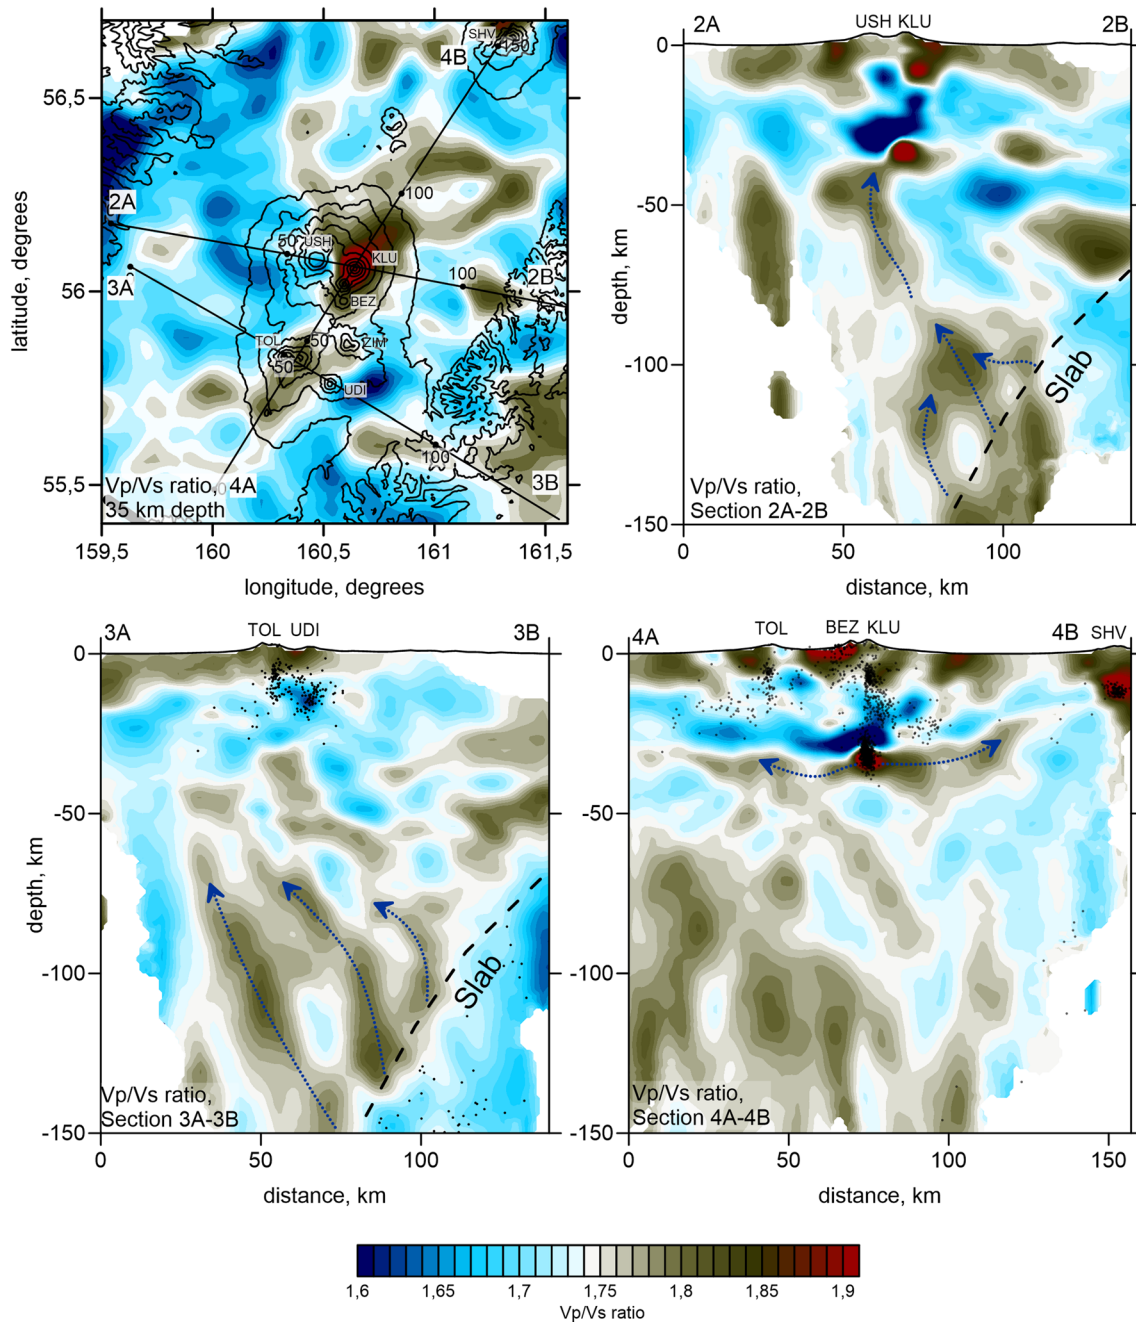 SHV
150
4B
56,5
2A
100
50
USH
3A
KLU
100
2B
56
BEZ
TOL
50
ZIM
50
UDI
100
55,5
Vp/Vs ratio, 0 4A
35 km depth
3B
159,5 160 160,5 161 161,5
longitude, degrees
latitude, degrees
2A USH KLU 2B
0
-50
-100
-150
depth, km
Slab
Vp/Vs ratio,
Section 2A-2B
0 50 100
distance, km
3A TOL UDI 3B
0
-50
-100
-150
depth, km
Slab
Vp/Vs ratio,
Section 3A-3B
0 50 100
distance, km
4A TOL BEZ KLU 4B SHV
0
-50
-100
-150
Vp/Vs ratio,
Section 4A-4B
0 50 100 150
distance, km
1,6 1,65 1,7 1,75 1,8 1,85 1,9
Vp/Vs ratio